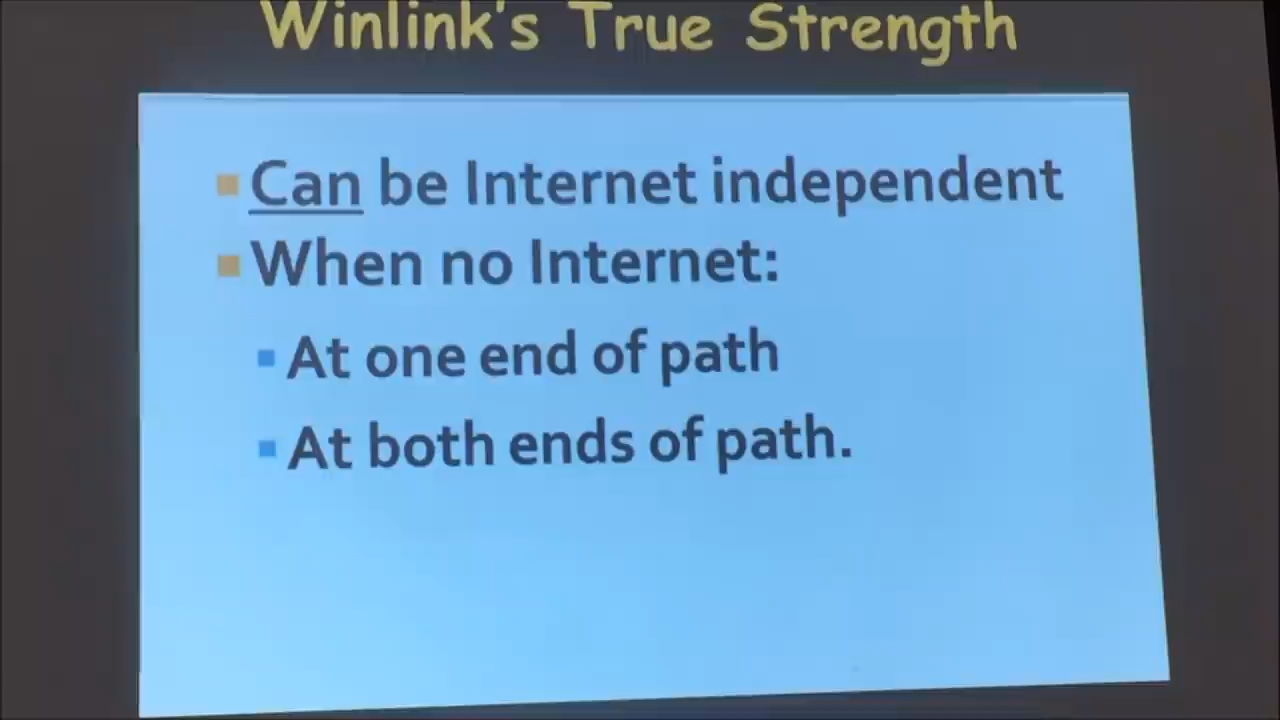 Winlink's True Strength
Can be Internet independent
When no Internet:
At one end of path
At both ends of path.